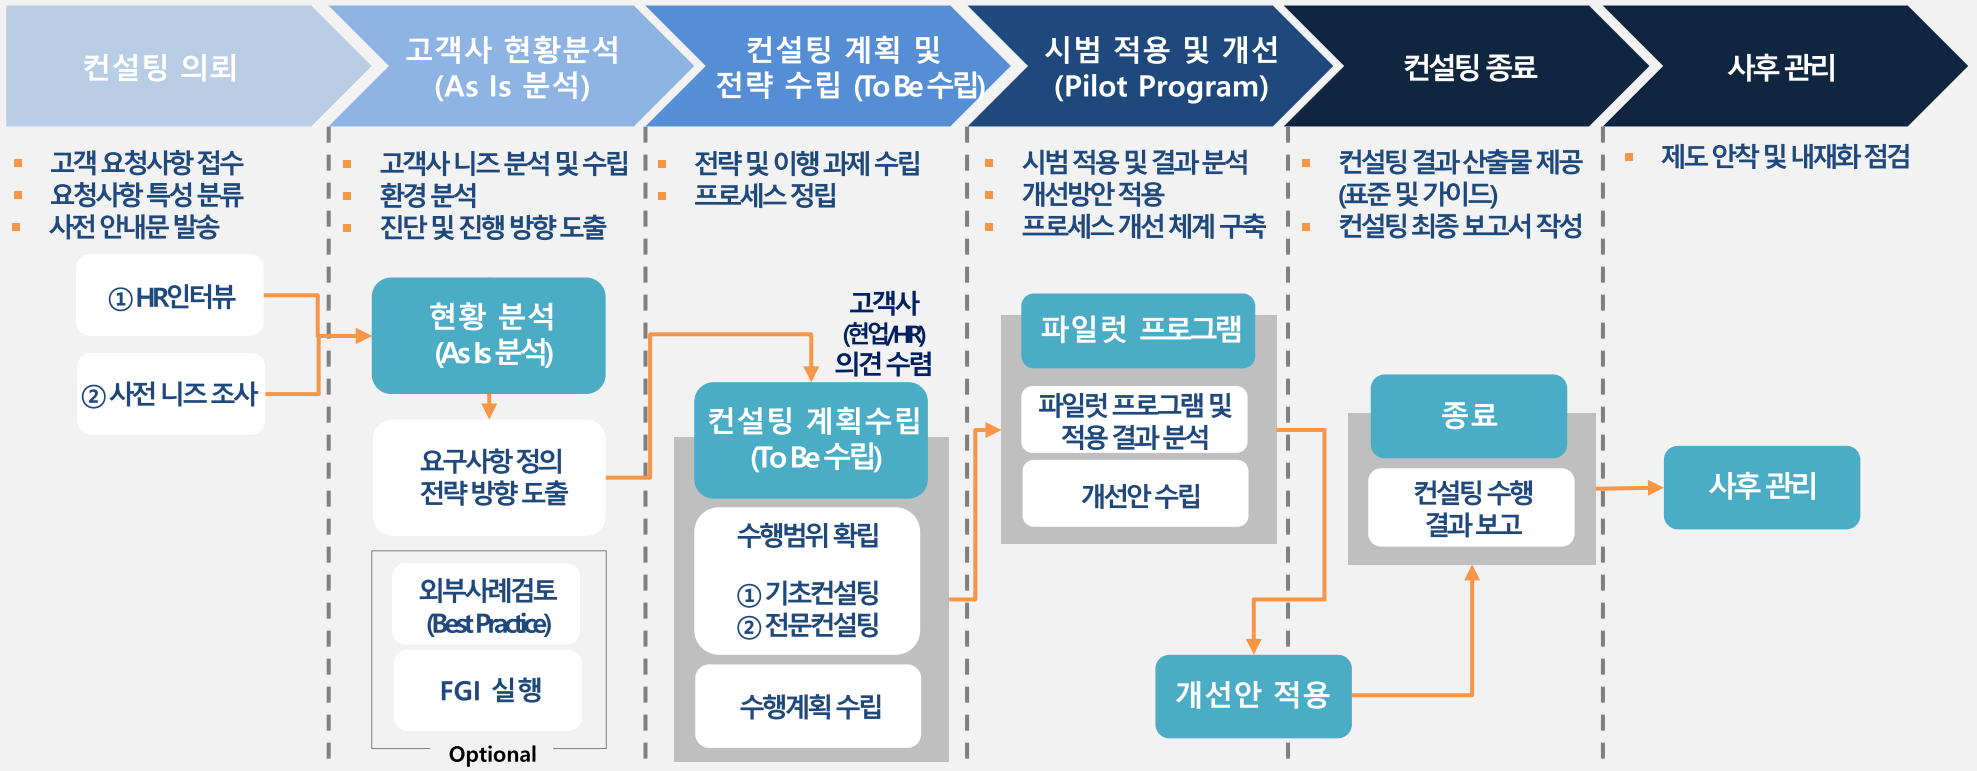 컨설팅 의뢰
고객사 현황분석
(As Is 분석)
컨설팅 계획 및
전략 수립 (To Be 수립)
시범 적용 및 개선
(Pilot Program)
컨설팅 종료
사후 관리
▪ 고객 요청사항 접수
▪ 요청사항 특성 분류
▪ 사전 안내문 발송
▪ 고객사 니즈 분석 및 수립
▪ 환경 분석
▪ 진단 및 진행 방향 도출
▪ 전략 및 이행 과제 수립
▪ 프로세스 정립
▪ 시범 적용 및 결과 분석
▪ 개선방안 적용
▪ 프로세스 개선 체계 구축
▪ 컨설팅 결과 산출물 제공
(표준 및 가이드)
▪ 컨설팅 최종 보고서 작성
▪ 제도 안착 및 내재화 점검
① HR인터뷰
② 사전 니즈 조사
현황 분석
(As Is 분석)
요구사항 정의
전략 방향 도출
외부사례검토
(Best Practice)
FGI 실행
Optional
고객사
(현업/HR)
의견 수렴
컨설팅 계획수립
(To Be 수립)
수행범위 확립
① 기초컨설팅
② 전문컨설팅
수행계획 수립
파일럿 프로그램
파일럿 프로그램 및
적용 결과 분석
개선안 수립
개선안 적용
종료
컨설팅 수행
결과 보고
사후 관리